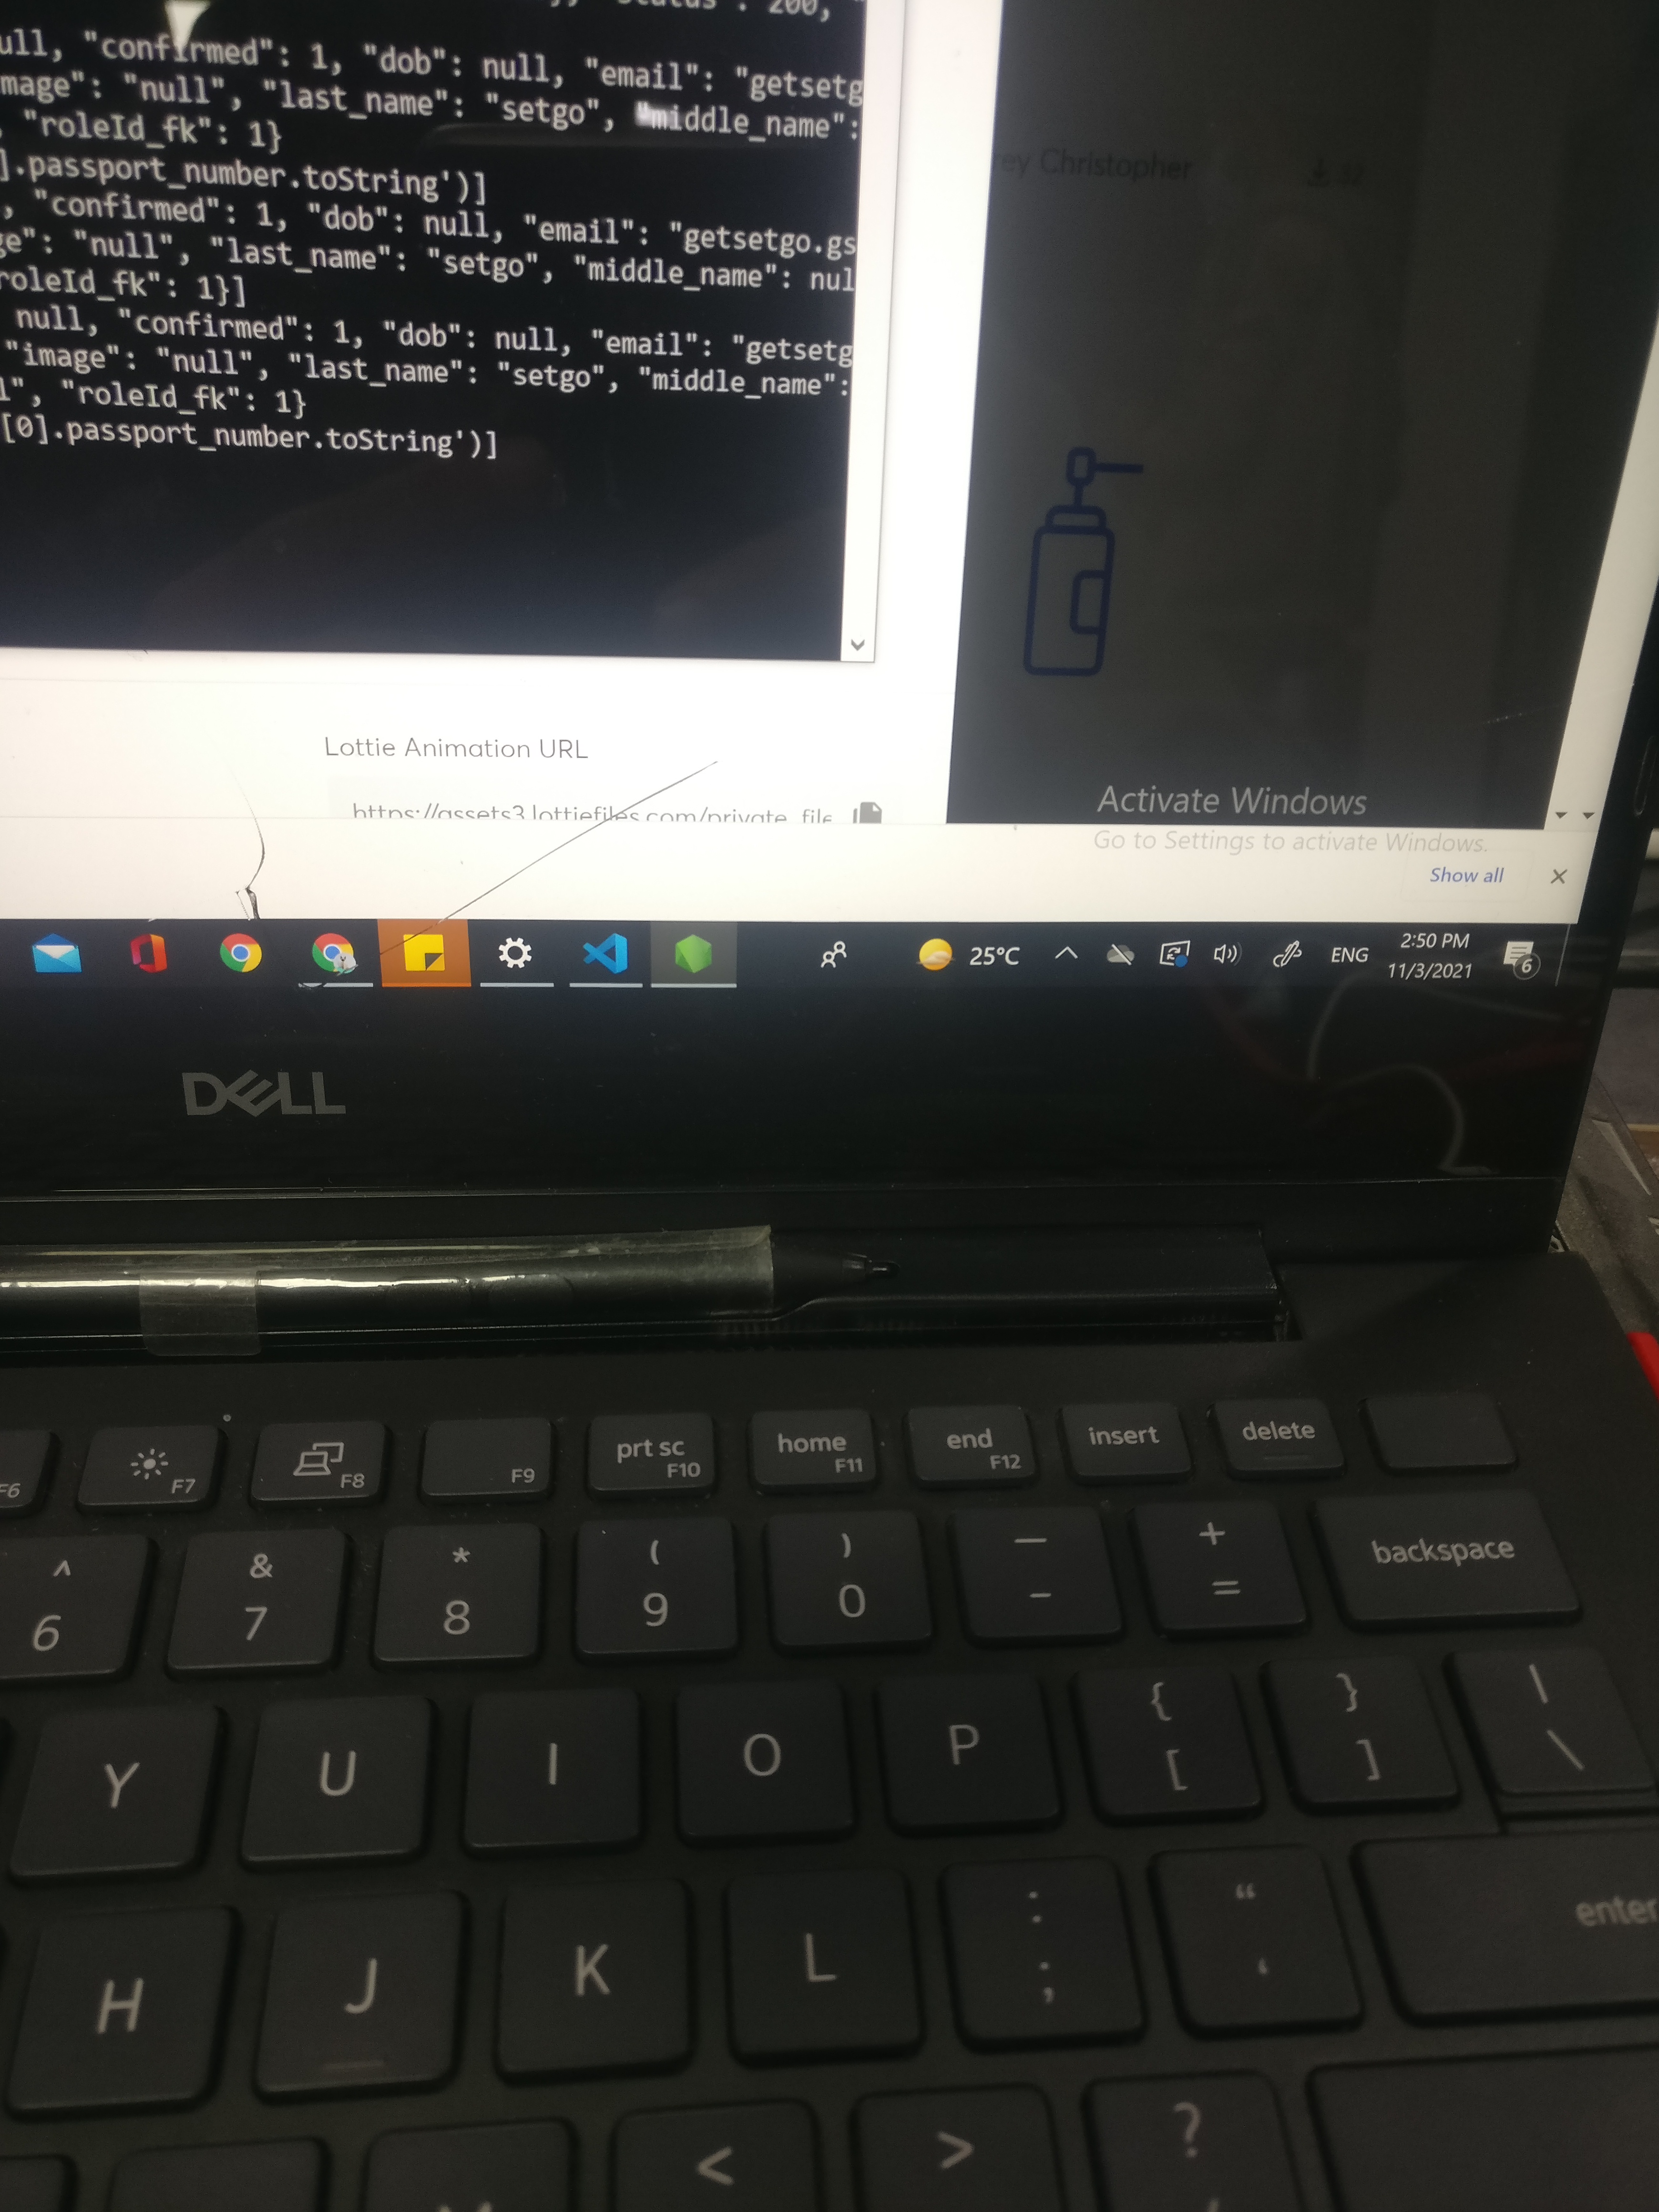 status": 200,
ull, "confirmed": 1, "dob": null, "email": "getsetg
mage": "null", "last_name": "setgo", "middle_name":
, "roleId_fk": 1}
].passport_number.toString')]
, "confirmed": 1, "dob": null, "email": "getsetgo.gs
ge": "null", "last_name": "setgo", "middle_name": nul
roleId_fk": 1}]
null, "confirmed": 1, "dob": null, "email": "getsetg
"image": "null", "last_name": "setgo", "middle_name":
l", "roleId_fk": 1}
[0].passport_number.toString')]
rey Christopher
Lottie Animation URL
https://assets3.lottiefiles.com/private_file
Activate Windows
Go to Settings to activate Windows.
Show all
25°C
ENG
2:50 PM
11/3/2021
6
DELL
F6 F7 F8 F9 prt sc F10 home F11 end F12 insert delete
^ 6 & 7 * 8 ( 9 ) 0 — - + = backspace
Y U I O P { [ } ] | \
H J K L : ; " ' enter
< > ?